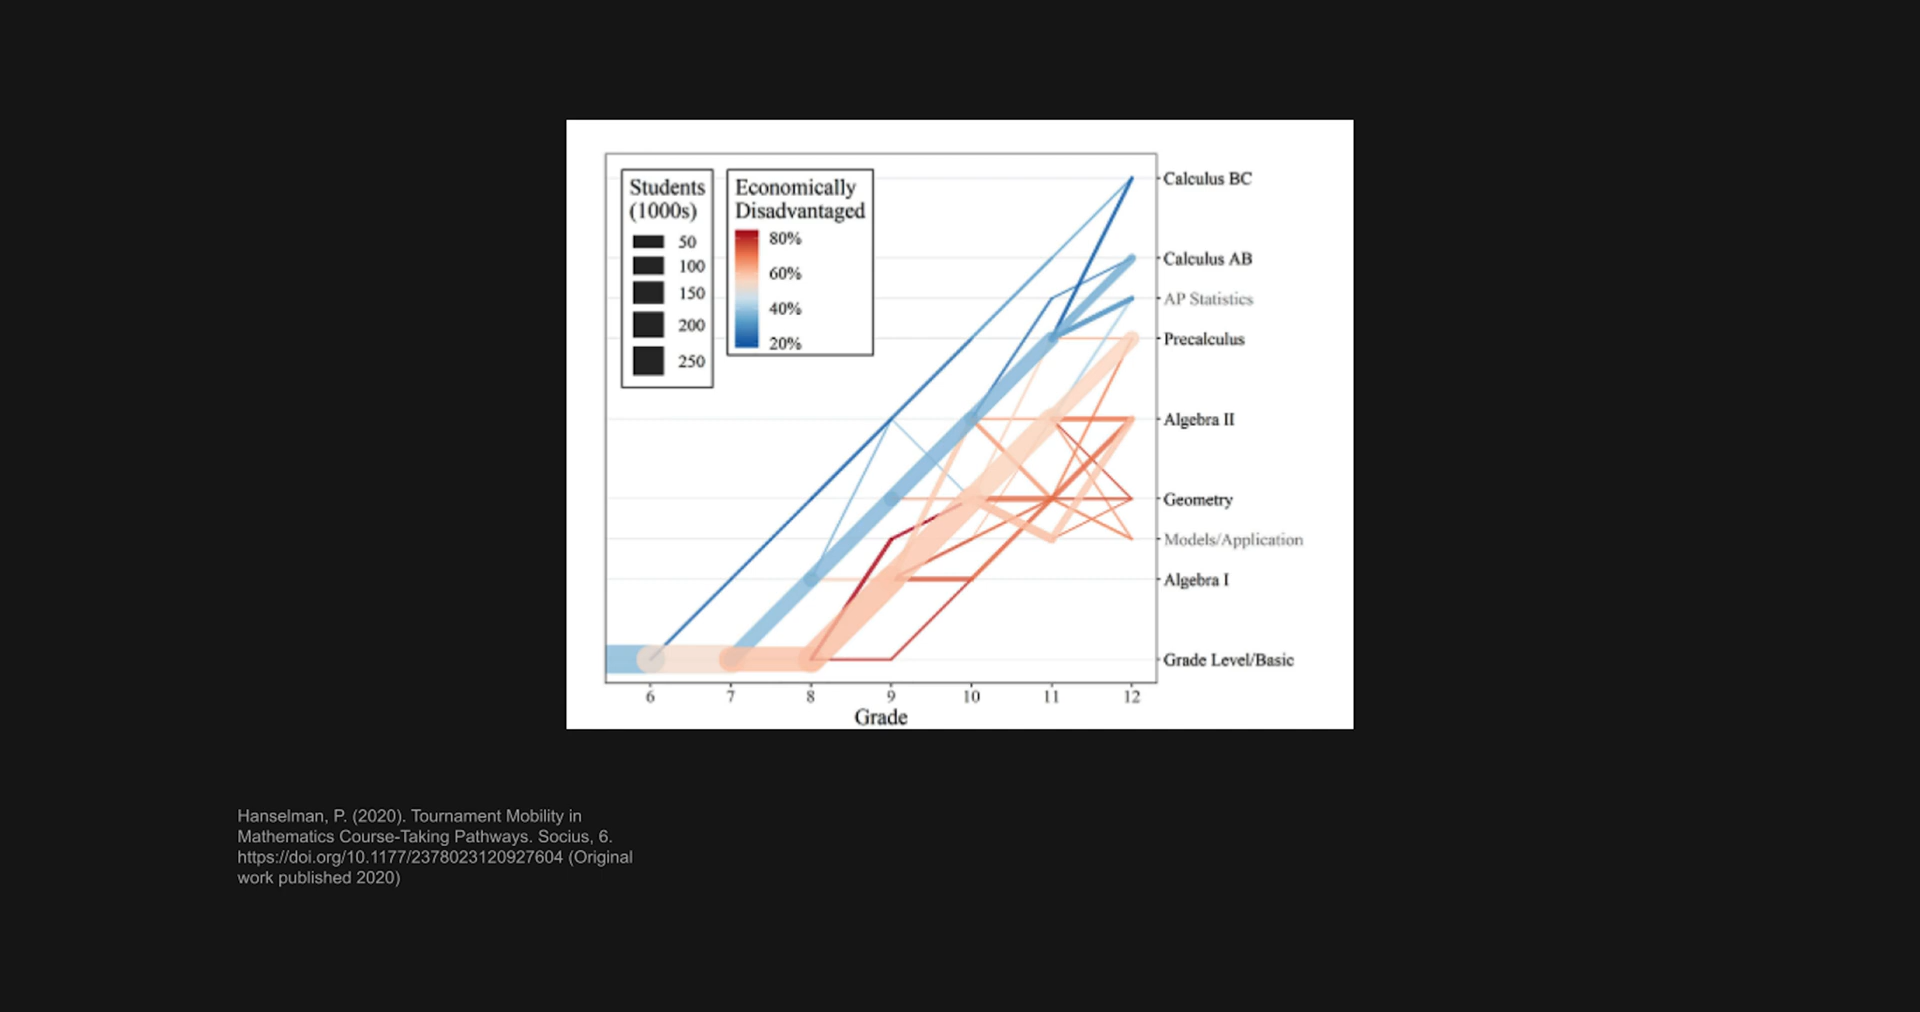 Students
(1000s)
50
100
150
200
250
Economically
Disadvantaged
80%
60%
40%
20%
Calculus BC
Calculus AB
AP Statistics
Precalculus
Algebra II
Geometry
Models/Application
Algebra I
Grade Level/Basic
6 7 8 9 10 11 12
Grade
Hanselman, P. (2020). Tournament Mobility in
Mathematics Course-Taking Pathways. Socius, 6.
https://doi.org/10.1177/2378023120927604 (Original
work published 2020)